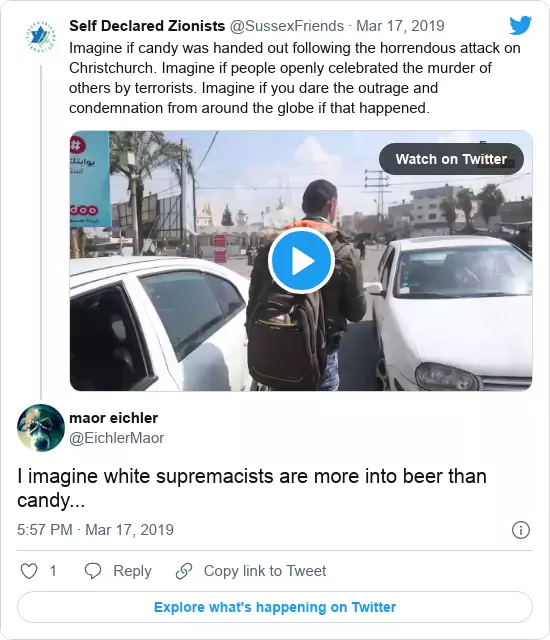 Self Declared Zionists @SussexFriends · Mar 17, 2019
Imagine if candy was handed out following the horrendous attack on
Christchurch. Imagine if people openly celebrated the murder of
others by terrorists. Imagine if you dare the outrage and
condemnation from around the globe if that happened.
#
Watch on Twitter
بوابتك
doo
maor eichler
@EichlerMaor
I imagine white supremacists are more into beer than
candy...
5:57 PM · Mar 17, 2019
1 Reply Copy link to Tweet
Explore what's happening on Twitter